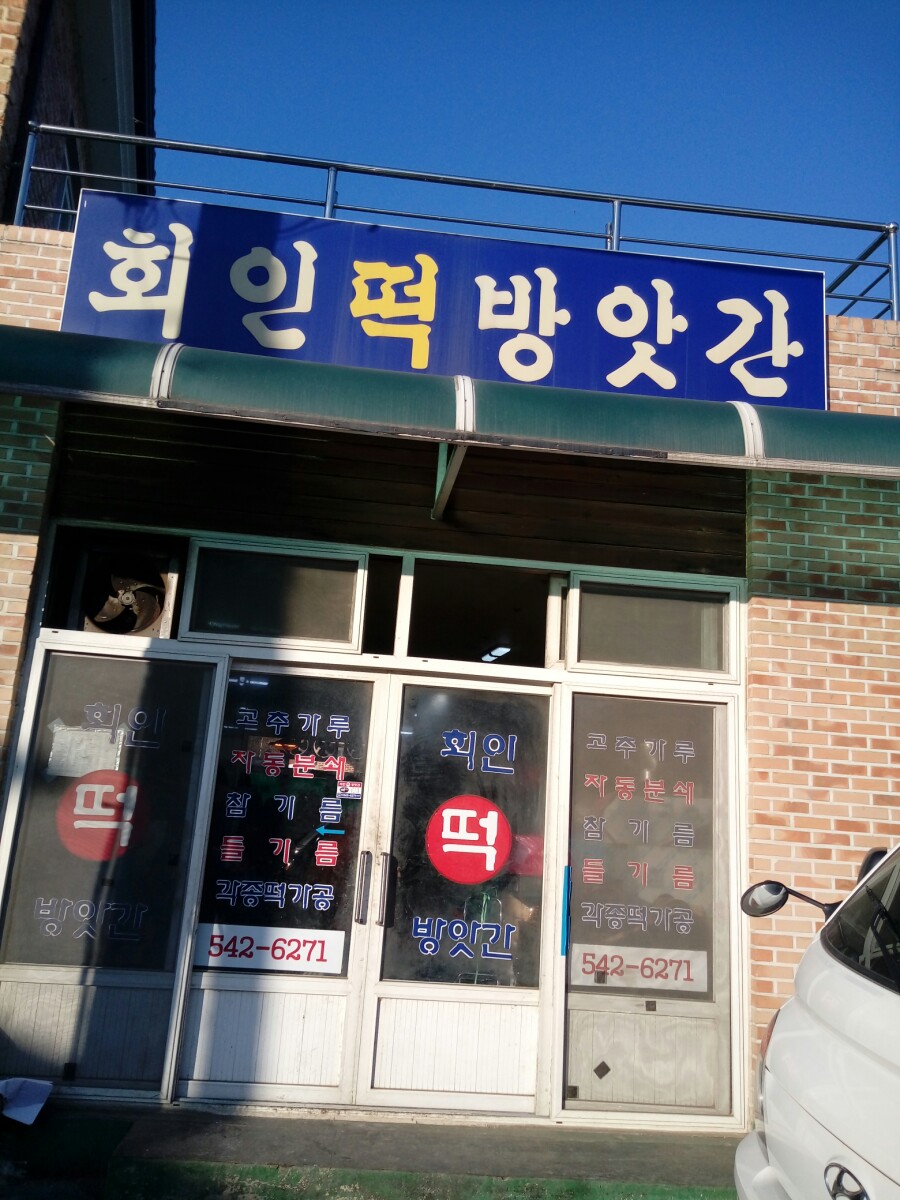 회인떡방앗간
회인
떡
방앗간
고추가루
자동분쇄
참기름
들기름
각종떡가공
542-6271
회인
떡
방앗간
고추가루
자동분쇄
참기름
들기름
각종떡가공
542-6271